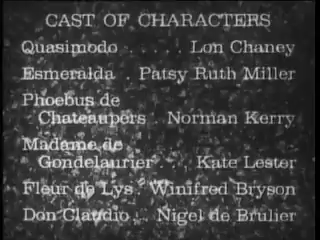 CAST OF CHARACTERS
Quasimodo . . . . . Lon Chaney
Esmeralda . Patsy Ruth Miller
Phoebus de
Chateaupers . Norman Kerry
Madame de
Gondelaurier . . . Kate Lester
Fleur de Lys . Winifred Bryson
Don Claudio . . Nigel de Brulier